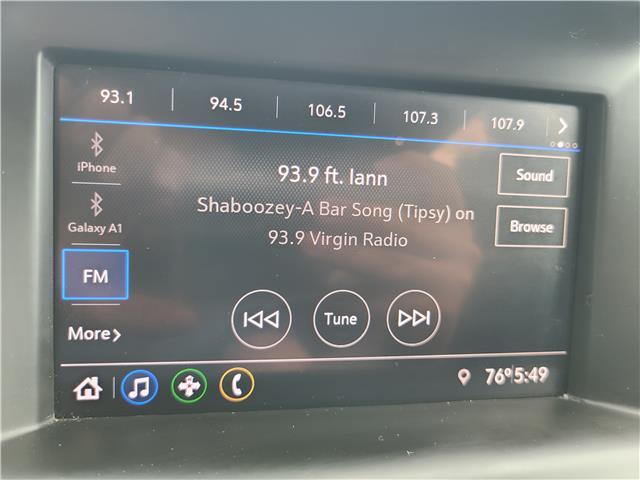 93.1 94.5 106.5 107.3 107.9
iPhone
Galaxy A1
FM
More
93.9 ft. Iann
Shaboozey-A Bar Song (Tipsy) on
93.9 Virgin Radio
Sound
Browse
Tune
76° 5:49